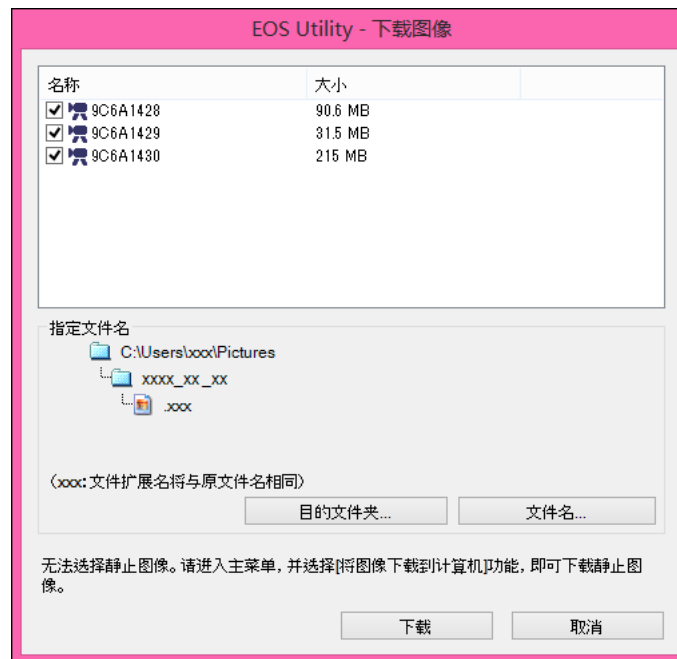 EOS Utility - 下载图像
名称 大小
9C6A1428 90.6 MB
9C6A1429 31.5 MB
9C6A1430 215 MB
指定文件名
C:\Users\xxx\Pictures
xxxx_xx_xx
.xxx
(xxx:文件扩展名将与原文件名相同)
目的文件夹... 文件名...
无法选择静止图像。请进入主菜单,并选择[将图像下载到计算机]功能,即可下载静止图
像。
下载 取消